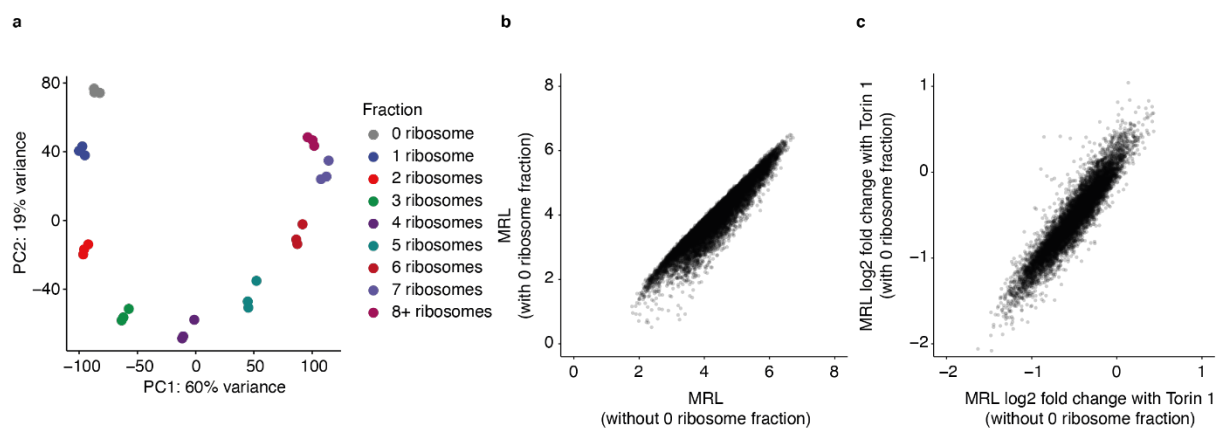 a
80
40
0
−40
−100
−50
0
50
100
PC2: 19% variance
PC1: 60% variance
Fraction
0 ribosome
1 ribosome
2 ribosomes
3 ribosomes
4 ribosomes
5 ribosomes
6 ribosomes
7 ribosomes
8+ ribosomes
b
8
6
4
2
0
0
2
4
6
8
MRL
(with 0 ribosome fraction)
MRL
(without 0 ribosome fraction)
c
1
0
−1
−2
−2
−1
0
1
MRL log2 fold change with Torin 1
(with 0 ribosome fraction)
MRL log2 fold change with Torin 1
(without 0 ribosome fraction)